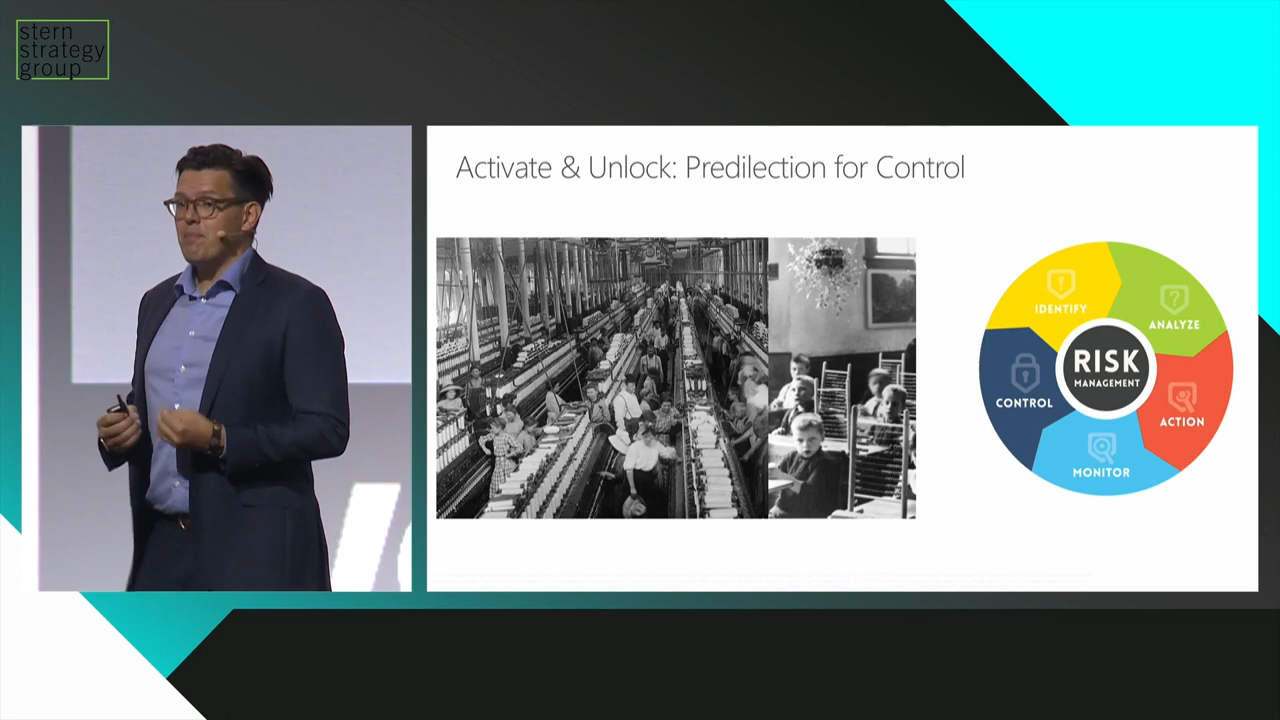 stern
strategy
group
Activate & Unlock: Predilection for Control
IDENTIFY
ANALYZE
RISK
MANAGEMENT
CONTROL
ACTION
MONITOR